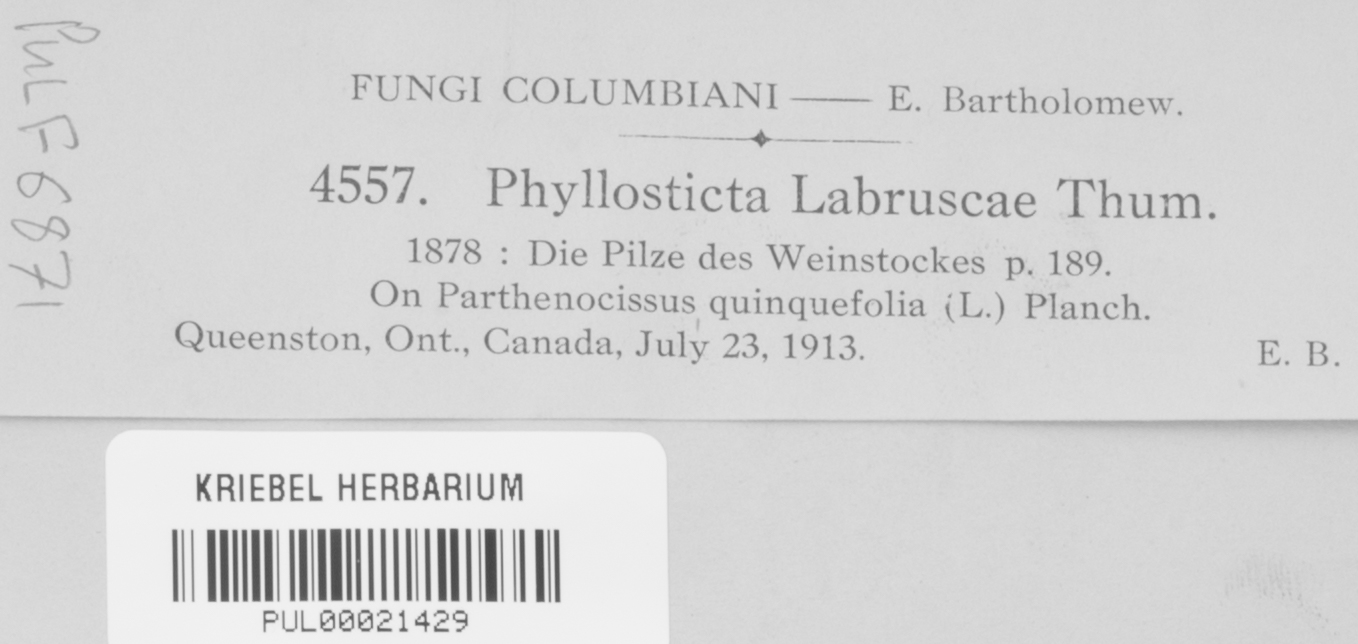 PUL F6871
FUNGI COLUMBIANI —— E. Bartholomew.
4557. Phyllosticta Labruscae Thum.
1878 : Die Pilze des Weinstockes p. 189.
On Parthenocissus quinquefolia (L.) Planch.
Queenston, Ont., Canada, July 23, 1913. E. B.
KRIEBEL HERBARIUM
PUL00021429